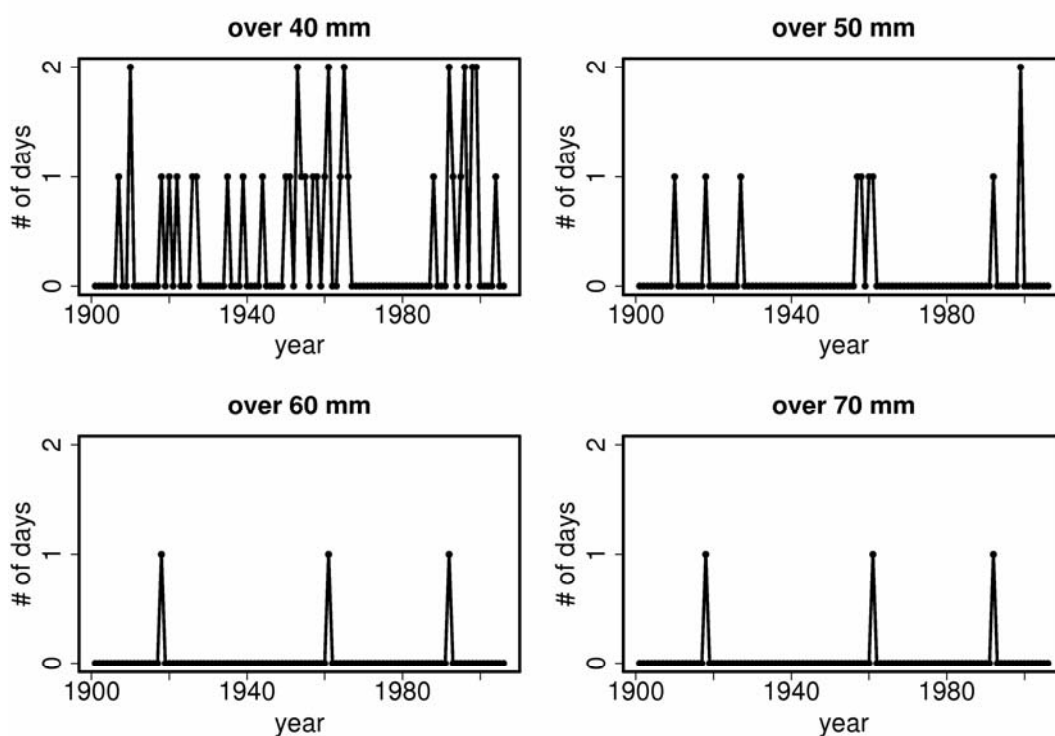 over 40 mm
# of days
2
1
0
1900 1940 1980
year
over 50 mm
# of days
2
1
0
1900 1940 1980
year
over 60 mm
# of days
2
1
0
1900 1940 1980
year
over 70 mm
# of days
2
1
0
1900 1940 1980
year